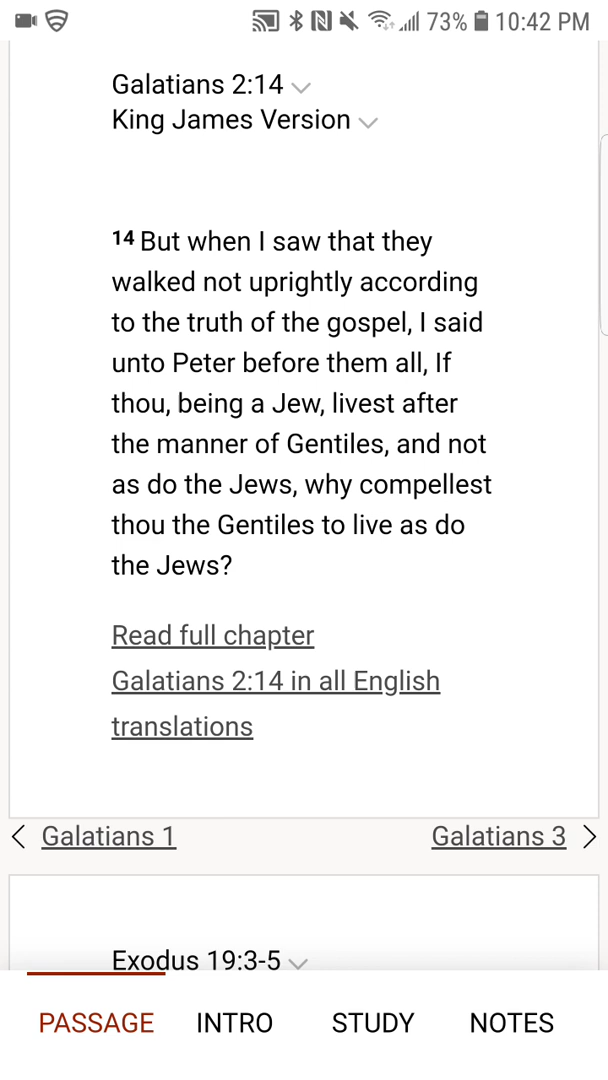 73% 10:42 PM
Galatians 2:14
King James Version
14 But when I saw that they
walked not uprightly according
to the truth of the gospel, I said
unto Peter before them all, If
thou, being a Jew, livest after
the manner of Gentiles, and not
as do the Jews, why compellest
thou the Gentiles to live as do
the Jews?
Read full chapter
Galatians 2:14 in all English
translations
Galatians 1 Galatians 3
Exodus 19:3-5
PASSAGE INTRO STUDY NOTES